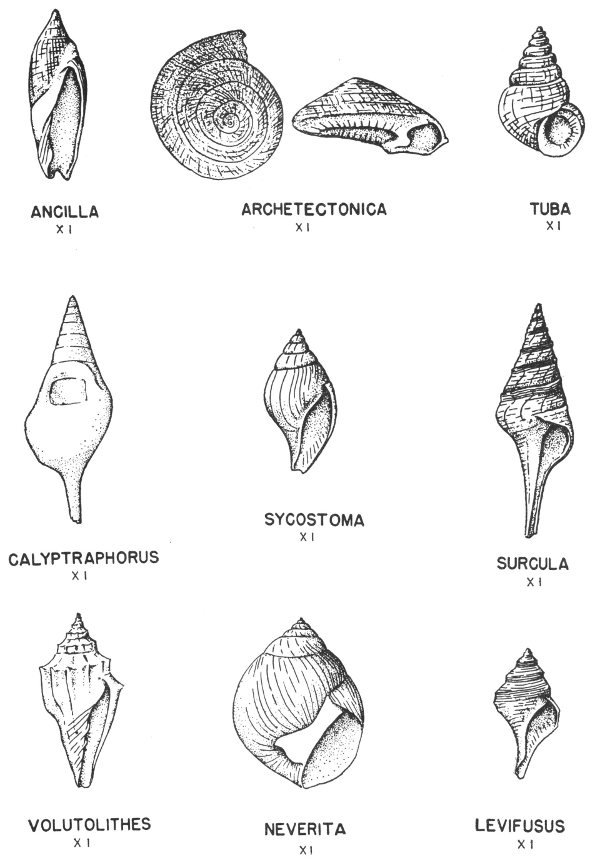 ANCILLA
X1
ARCHETECTONICA
X1
TUBA
X1
CALYPTRAPHORUS
X1
SYCOSTOMA
X1
SURCULA
X1
VOLUTOLITHES
X1
NEVERITA
X1
LEVIFUSUS
X1